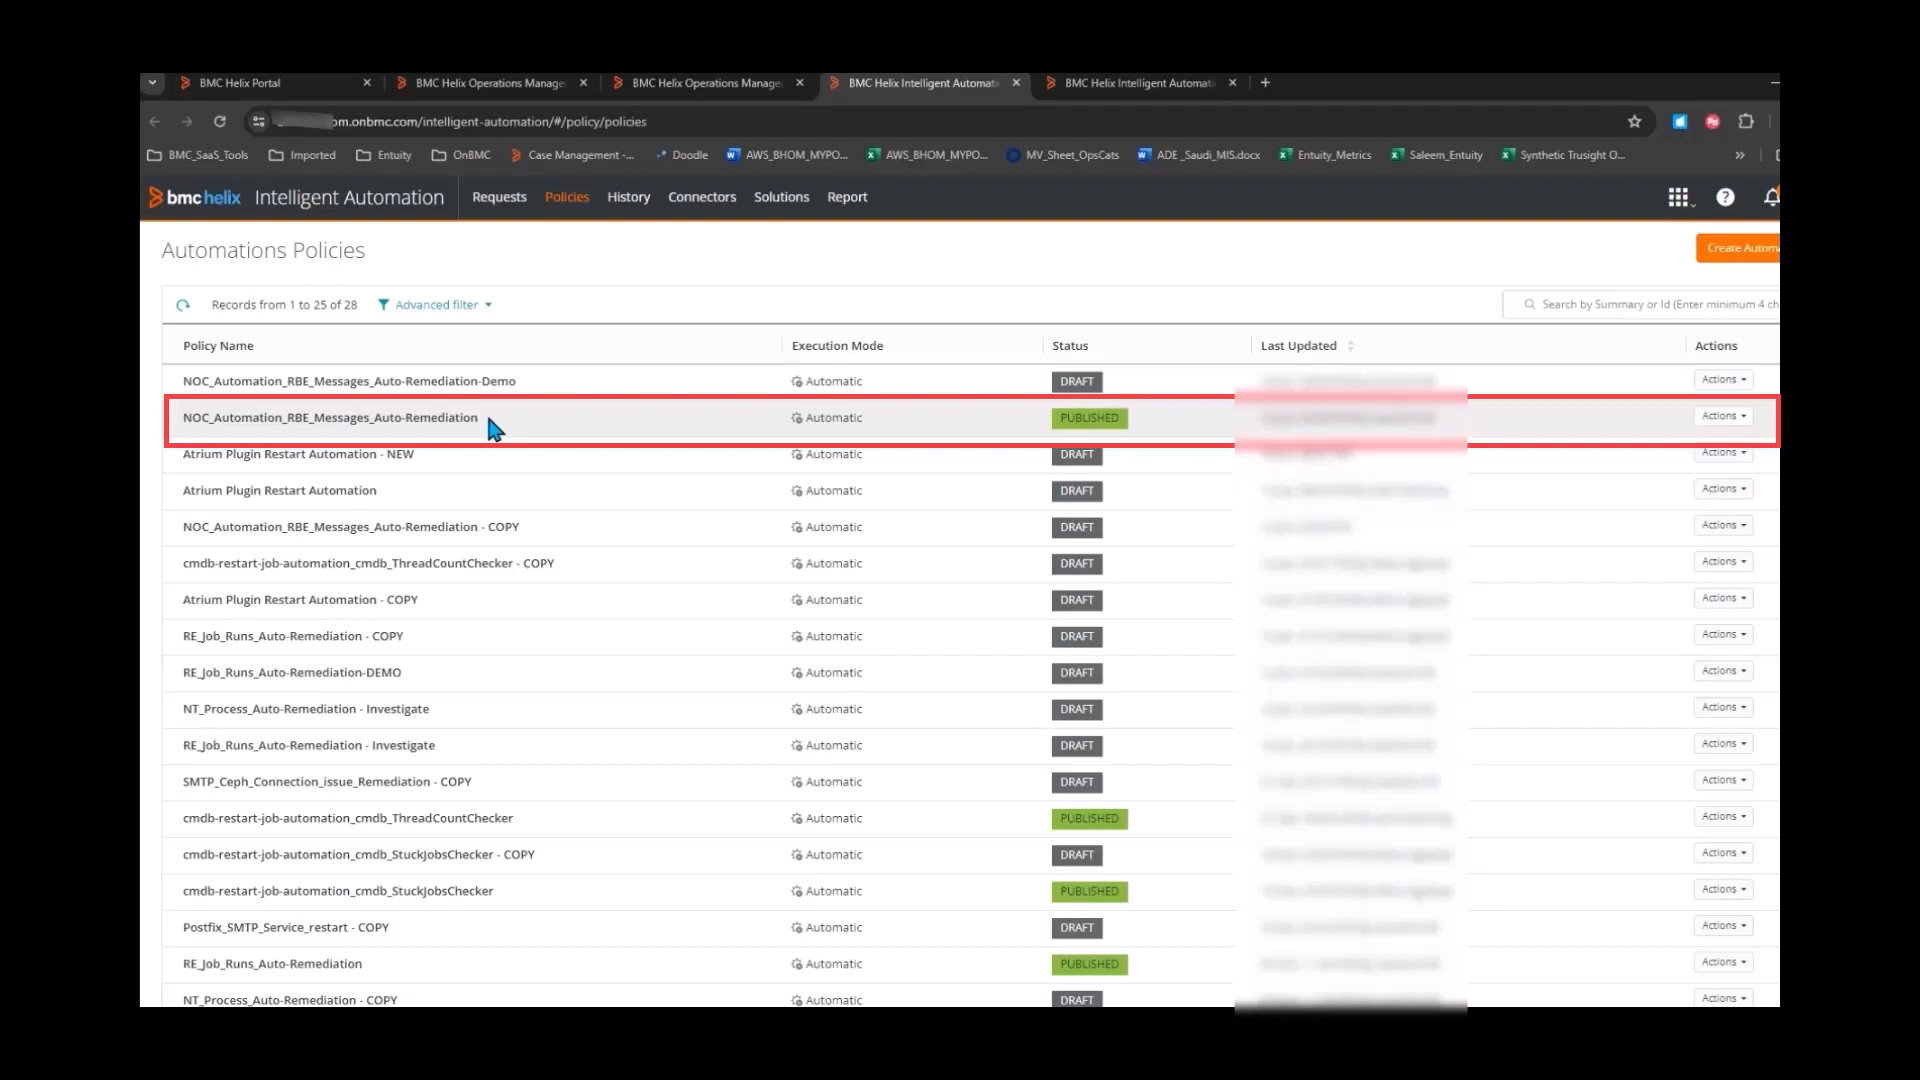 BMC Helix Portal BMC Helix Operations Manage BMC Helix Operations Manage BMC Helix Intelligent Automati BMC Helix Intelligent Automati
om.onbmc.com/intelligent-automation/#/policy/policies
BMC_SaaS_Tools Imported Entuity OnBMC Case Management -... Doodle AWS_BHOM_MYPO... AWS_BHOM_MYPO... MV_Sheet_OpsCats ADE _Saudi_MIS.docx Entuity_Metrics Saleem_Entuity Synthetic Trusight O... »
bmc helix Intelligent Automation Requests Policies History Connectors Solutions Report
Automations Policies
Create Autom
Records from 1 to 25 of 28 Advanced filter Search by Summary or Id (Enter minimum 4 ch
Policy Name Execution Mode Status Last Updated Actions
NOC_Automation_RBE_Messages_Auto-Remediation-Demo Automatic DRAFT Actions
NOC_Automation_RBE_Messages_Auto-Remediation Automatic PUBLISHED Actions
Atrium Plugin Restart Automation - NEW Automatic DRAFT Actions
Atrium Plugin Restart Automation Automatic DRAFT Actions
NOC_Automation_RBE_Messages_Auto-Remediation - COPY Automatic DRAFT Actions
cmdb-restart-job-automation_cmdb_ThreadCountChecker - COPY Automatic DRAFT Actions
Atrium Plugin Restart Automation - COPY Automatic DRAFT Actions
RE_Job_Runs_Auto-Remediation - COPY Automatic DRAFT Actions
RE_Job_Runs_Auto-Remediation-DEMO Automatic DRAFT Actions
NT_Process_Auto-Remediation - Investigate Automatic DRAFT Actions
RE_Job_Runs_Auto-Remediation - Investigate Automatic DRAFT Actions
SMTP_Ceph_Connection_issue_Remediation - COPY Automatic DRAFT Actions
cmdb-restart-job-automation_cmdb_ThreadCountChecker Automatic PUBLISHED Actions
cmdb-restart-job-automation_cmdb_StuckJobsChecker - COPY Automatic DRAFT Actions
cmdb-restart-job-automation_cmdb_StuckJobsChecker Automatic PUBLISHED Actions
Postfix_SMTP_Service_restart - COPY Automatic DRAFT Actions
RE_Job_Runs_Auto-Remediation Automatic PUBLISHED Actions
NT_Process_Auto-Remediation - COPY Automatic DRAFT Actions